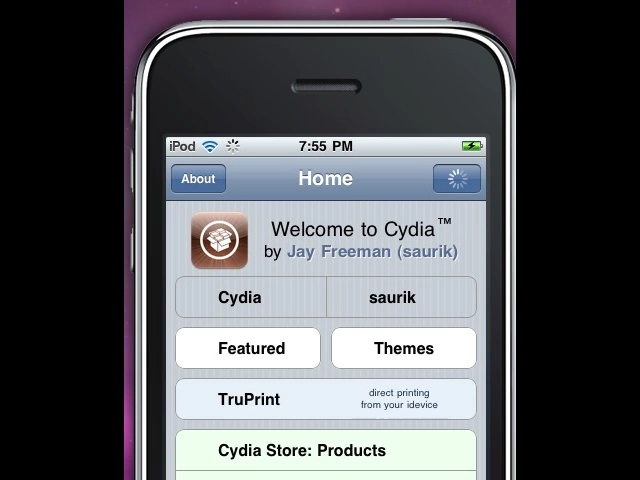 iPod 7:55 PM
About Home
Welcome to Cydia™
by Jay Freeman (saurik)
Cydia saurik
Featured Themes
TruPrint direct printing
from your idevice
Cydia Store: Products